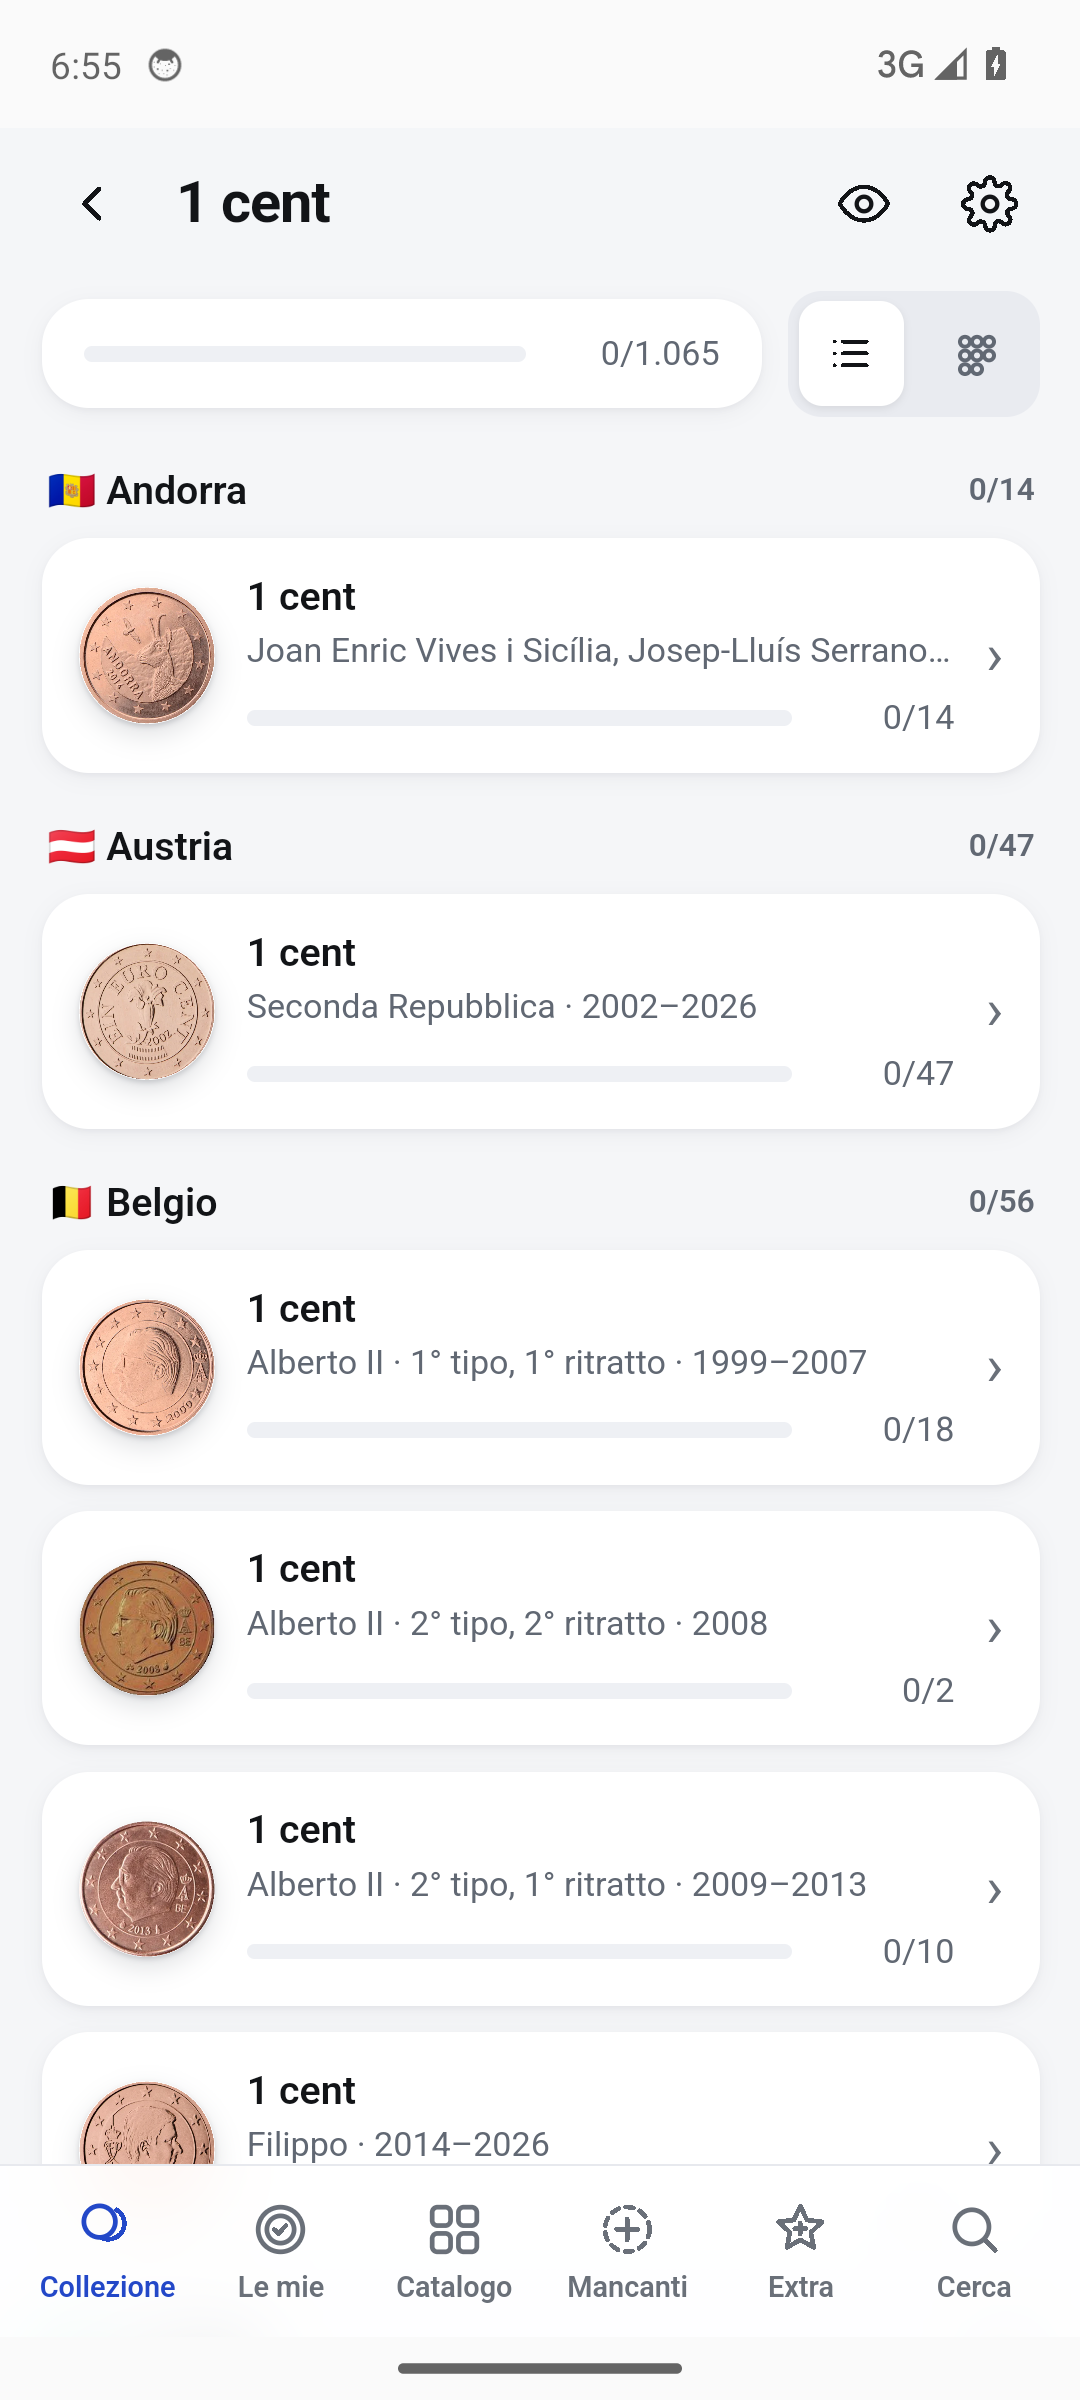 6:55
3G
1 cent
0/1.065
Andorra
0/14
1 cent
Joan Enric Vives i Sicília, Josep-Lluís Serrano…
0/14
Austria
0/47
1 cent
Seconda Repubblica · 2002–2026
0/47
Belgio
0/56
1 cent
Alberto II · 1° tipo, 1° ritratto · 1999–2007
0/18
1 cent
Alberto II · 2° tipo, 2° ritratto · 2008
0/2
1 cent
Alberto II · 2° tipo, 1° ritratto · 2009–2013
0/10
1 cent
Filippo · 2014–2026
Collezione
Le mie
Catalogo
Mancanti
Extra
Cerca